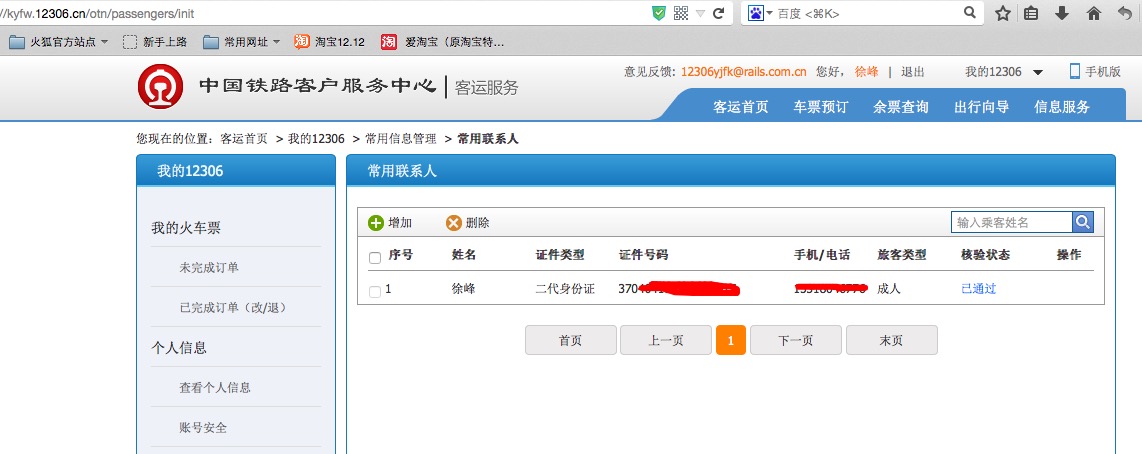 //kyfw.12306.cn/otn/passengers/init
百度 <⌘K>
火狐官方站点 新手上路 常用网址 淘宝12.12 爱淘宝（原淘宝特…
中国铁路客户服务中心 | 客运服务
意见反馈: 12306yjfk@rails.com.cn 您好， 徐峰 | 退出 我的12306 手机版
客运首页 车票预订 余票查询 出行向导 信息服务
您现在的位置: 客运首页 > 我的12306 > 常用信息管理 > 常用联系人
我的12306
我的火车票
未完成订单
已完成订单（改/退）
个人信息
查看个人信息
账号安全
常用联系人
增加 删除 输入乘客姓名
序号 姓名 证件类型 证件号码 手机/电话 旅客类型 核验状态 操作
1 徐峰 二代身份证 370 成人 已通过
首页 上一页 1 下一页 末页